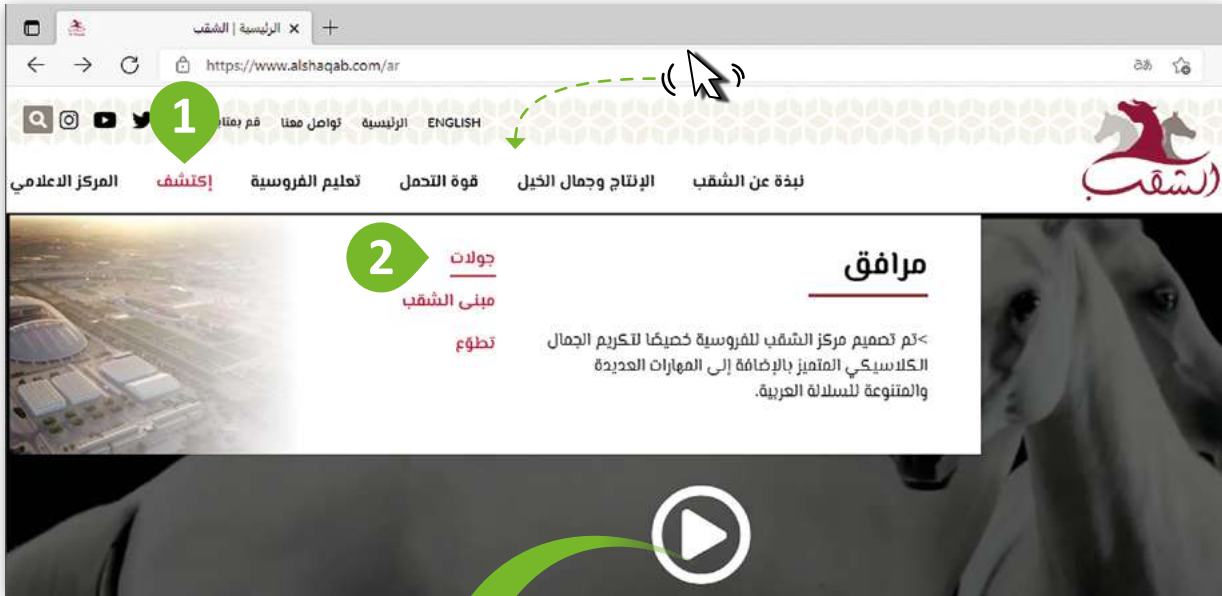 الرئيسية | الشقب
https://www.alshaqab.com/ar
ENGLISH الرئيسية تواصل معنا قم
1
الشقب
نبذة عن الشقب الإنتاج وجمال الخيل قوة التحمل تعليم الفروسية إكتشف المركز الاعلامي
مرافق
>تم تصميم مركز الشقب للفروسية خصيصًا لتكريم الجمال
الكلاسيكي المتميز بالإضافة إلى المهارات العديدة
والمتنوعة للسلالة العربية.
2
جولات
مبنى الشقب
تطوّع